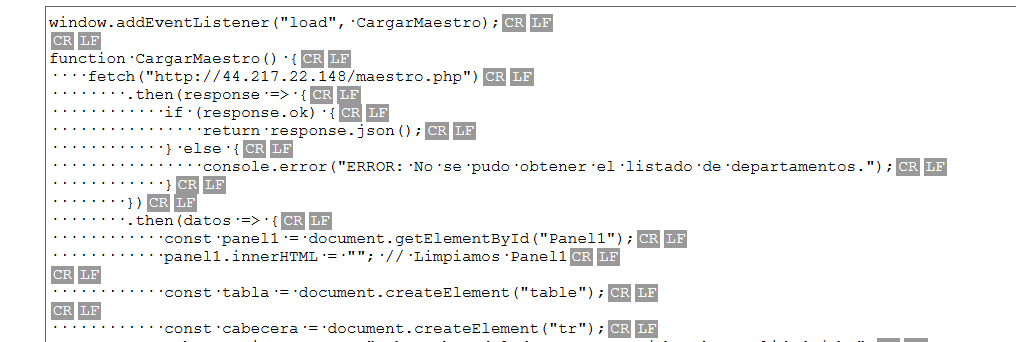 window.addEventListener("load", CargarMaestro);CR LF
CR LF
function CargarMaestro() {CR LF
····fetch("http://44.217.22.148/maestro.php")CR LF
········.then(response => {CR LF
············if (response.ok) {CR LF
················return response.json();CR LF
············} else {CR LF
················console.error("ERROR: No se pudo obtener el listado de departamentos.");CR LF
············}CR LF
········})CR LF
········.then(datos => {CR LF
············const panel1 = document.getElementById("Panel1");CR LF
············panel1.innerHTML = ""; // Limpiamos Panel1CR LF
CR LF
············const tabla = document.createElement("table");CR LF
CR LF
············const cabecera = document.createElement("tr");CR LF